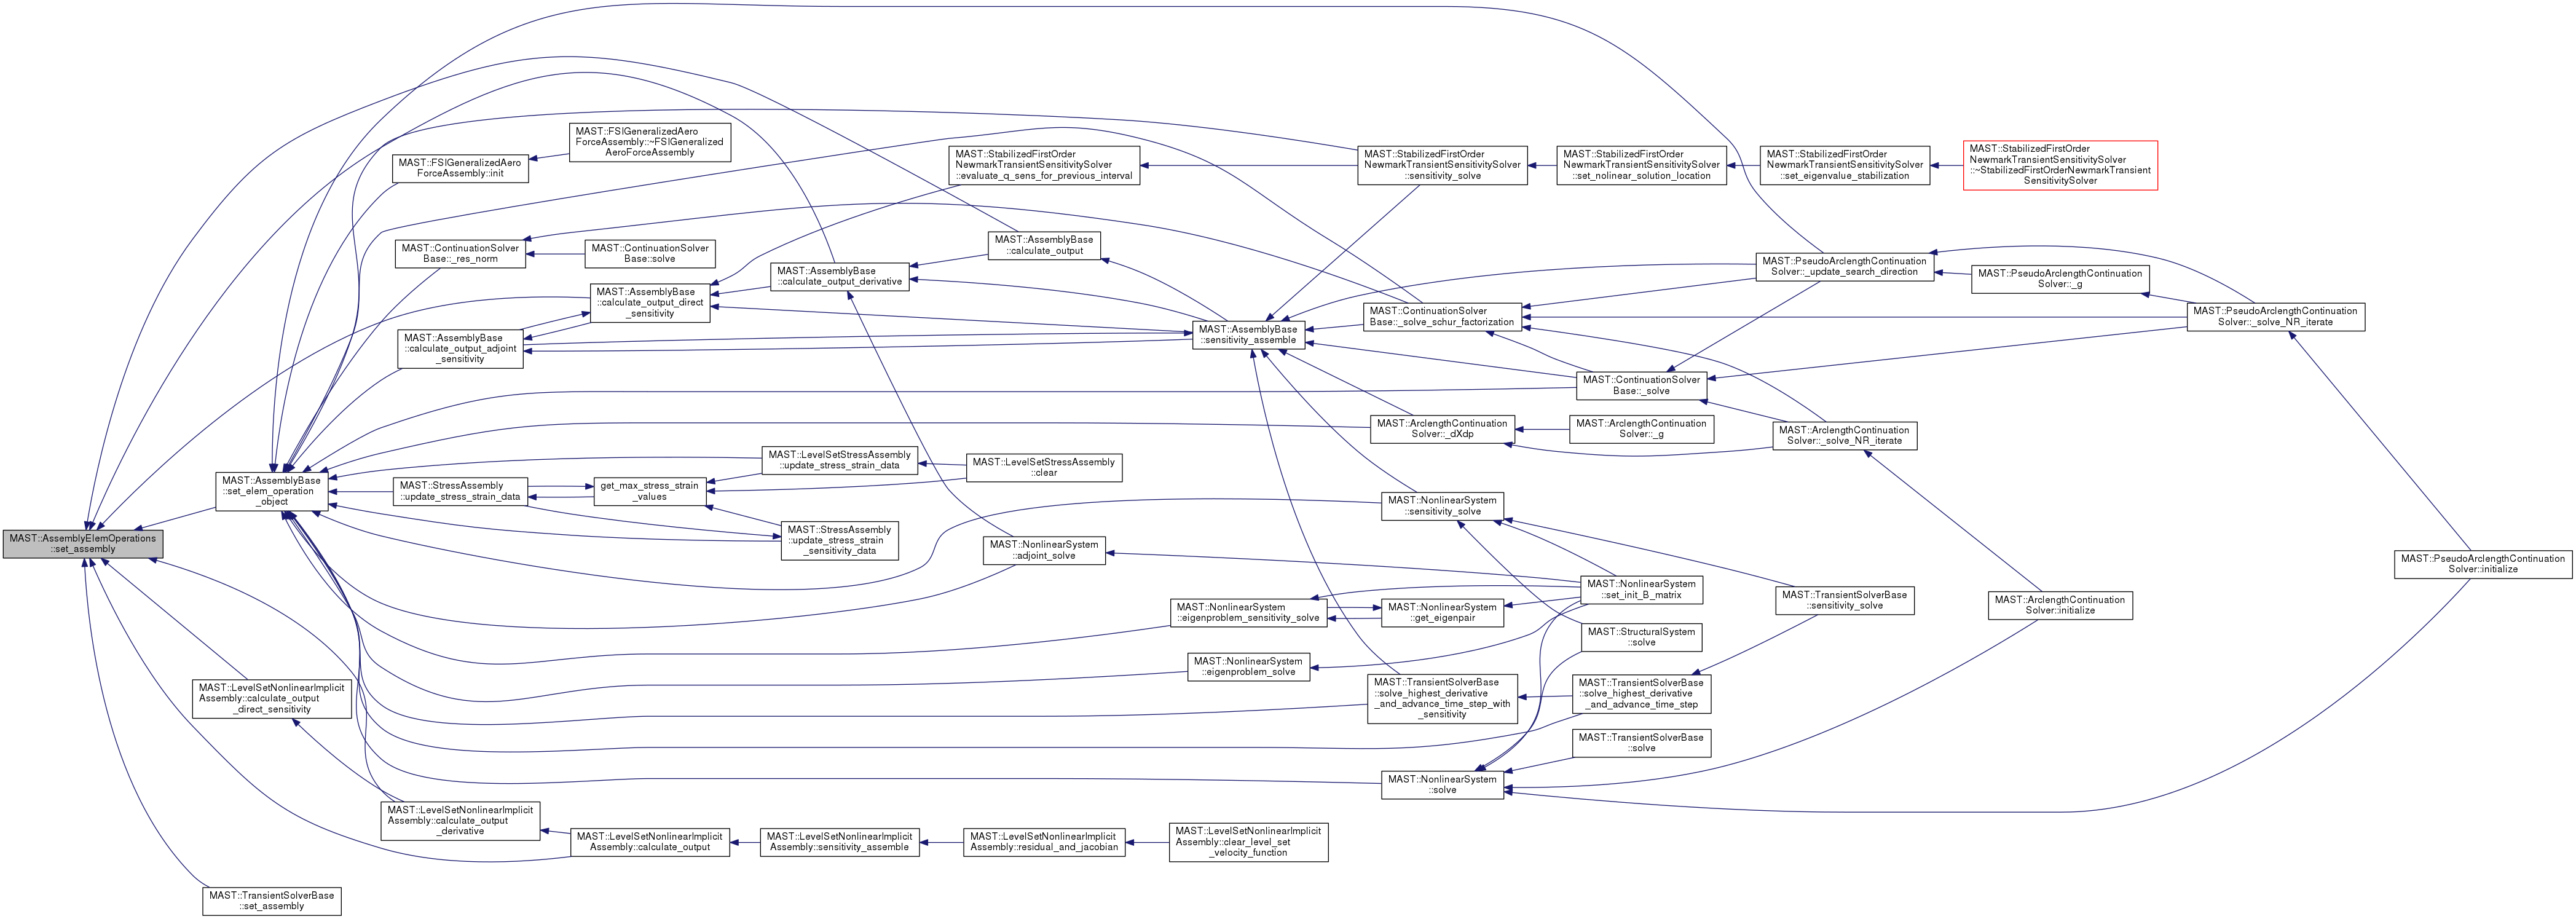 MAST::AssemblyElemOperations
::set_assembly
MAST::AssemblyBase
::set_elem_operation
_object
MAST::LevelSetNonlinearImplicit
Assembly::calculate_output
_direct_sensitivity
MAST::TransientSolverBase
::set_assembly
MAST::FSIGeneralizedAero
ForceAssembly::init
MAST::ContinuationSolver
Base::_res_norm
MAST::AssemblyBase
::calculate_output_adjoint
_sensitivity
MAST::StressAssembly
::update_stress_strain_data
MAST::LevelSetNonlinearImplicit
Assembly::calculate_output
_derivative
MAST::FSIGeneralizedAero
ForceAssembly::~FSIGeneralized
AeroForceAssembly
MAST::ContinuationSolver
Base::solve
MAST::AssemblyBase
::calculate_output_direct
_sensitivity
get_max_stress_strain
_values
MAST::LevelSetNonlinearImplicit
Assembly::calculate_output
MAST::AssemblyBase
::calculate_output_derivative
MAST::LevelSetStressAssembly
::update_stress_strain_data
MAST::StressAssembly
::update_stress_strain
_sensitivity_data
MAST::LevelSetNonlinearImplicit
Assembly::sensitivity_assemble
MAST::StabilizedFirstOrder
NewmarkTransientSensitivitySolver
::evaluate_q_sens_for_previous_interval
MAST::AssemblyBase
::calculate_output
MAST::LevelSetStressAssembly
::clear
MAST::NonlinearSystem
::adjoint_solve
MAST::LevelSetNonlinearImplicit
Assembly::residual_and_jacobian
MAST::AssemblyBase
::sensitivity_assemble
MAST::NonlinearSystem
::eigenproblem_sensitivity_solve
MAST::NonlinearSystem
::eigenproblem_solve
MAST::LevelSetNonlinearImplicit
Assembly::clear_level_set
_velocity_function
MAST::StabilizedFirstOrder
NewmarkTransientSensitivitySolver
::sensitivity_solve
MAST::ContinuationSolver
Base::_solve_schur_factorization
MAST::ArclengthContinuation
Solver::_dXdp
MAST::NonlinearSystem
::sensitivity_solve
MAST::NonlinearSystem
::get_eigenpair
MAST::TransientSolverBase
::solve_highest_derivative
_and_advance_time_step_with
_sensitivity
MAST::NonlinearSystem
::solve
MAST::StabilizedFirstOrder
NewmarkTransientSensitivitySolver
::set_nolinear_solution_location
MAST::ContinuationSolver
Base::_solve
MAST::ArclengthContinuation
Solver::_g
MAST::NonlinearSystem
::set_init_B_matrix
MAST::StructuralSystem
::solve
MAST::TransientSolverBase
::solve_highest_derivative
_and_advance_time_step
MAST::TransientSolverBase
::solve
MAST::StabilizedFirstOrder
NewmarkTransientSensitivitySolver
::set_eigenvalue_stabilization
MAST::PseudoArclengthContinuation
Solver::_update_search_direction
MAST::ArclengthContinuation
Solver::_solve_NR_iterate
MAST::TransientSolverBase
::sensitivity_solve
MAST::StabilizedFirstOrder
NewmarkTransientSensitivitySolver
::~StabilizedFirstOrderNewmarkTransient
SensitivitySolver
MAST::PseudoArclengthContinuation
Solver::_g
MAST::ArclengthContinuation
Solver::initialize
MAST::PseudoArclengthContinuation
Solver::_solve_NR_iterate
MAST::PseudoArclengthContinuation
Solver::initialize